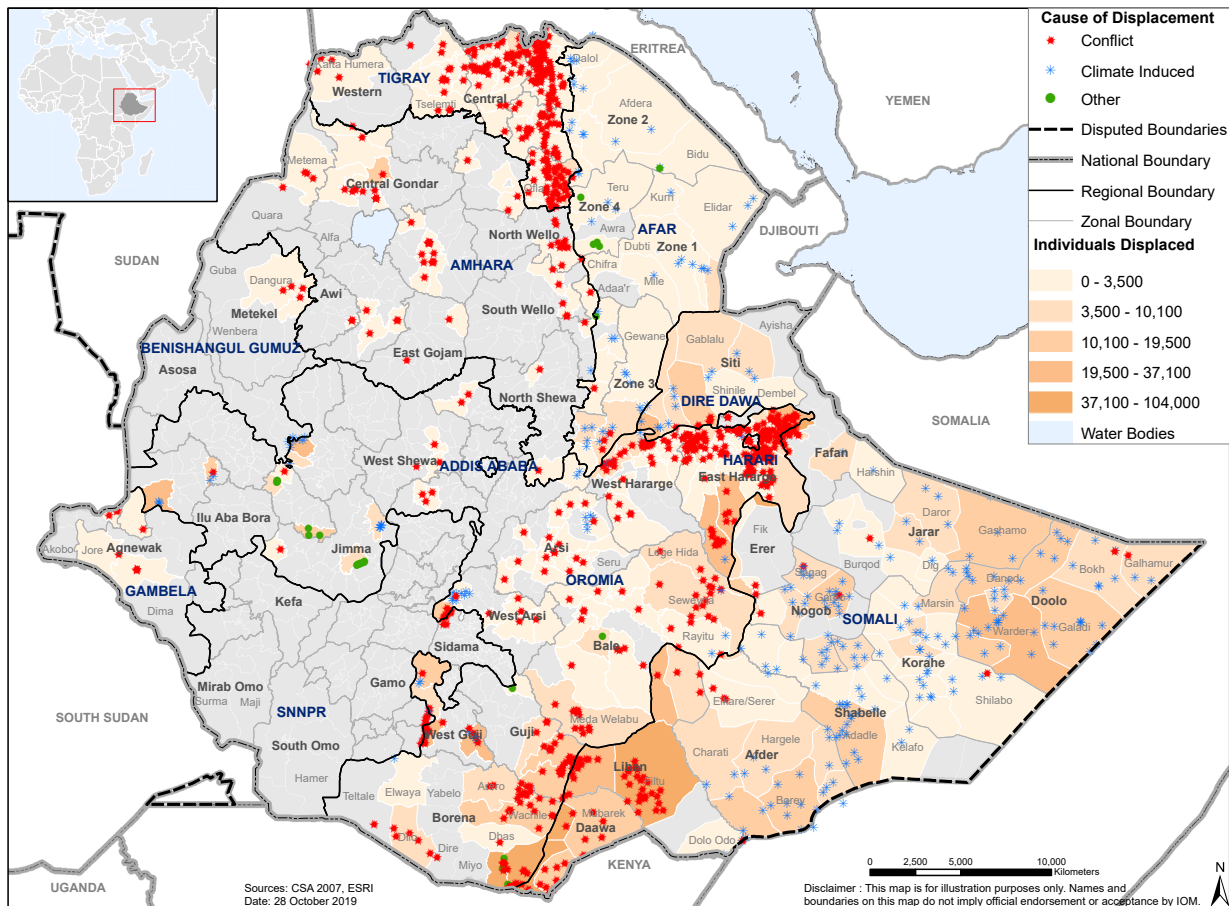 Cause of Displacement
Conflict
Climate Induced
Other
Disputed Boundaries
National Boundary
Regional Boundary
Zonal Boundary
Individuals Displaced
0 - 3,500
3,500 - 10,100
10,100 - 19,500
19,500 - 37,100
37,100 - 104,000
Water Bodies
ERITREA
YEMEN
Kafta Humera
Dalol
TIGRAY
Western
Central
Tselemti
Afdera
Zone 2
Bidu
Metema
Central Gondar
Ofla
Teru
Kurri
Zone 4
Elidar
Quara
North Wello
Awra
AFAR
DJIBOUTI
Alfa
Dubti
Zone 1
SUDAN
Guba
AMHARA
Chifra
Dangura
Awi
Adaa'r
Mile
Metekel
South Wello
Wenbera
BENISHANGUL GUMUZ
Gewane
Gablalu
Ayisha
Asosa
East Gojam
Siti
Zone 3
Shinile
Dembel
North Shewa
DIRE DAWA
SOMALIA
West Shewa
ADDIS ABABA
HARARI
Fafan
West Hararge
East Hararge
Harshin
Ilu Aba Bora
Daror
Akobo
Jore
Agnewak
Jimma
Arsi
Fik
Jarar
Gashamo
Erer
Lege Hida
Seru
Burqod
Dig
Galhamur
GAMBELA
OROMIA
Segag
Danod
Bokh
Dima
Kefa
Seweyna
Garbo
Marsin
Doolo
West Arsi
Nogob
SOMALI
Warder
Galadi
Rayitu
Sidama
Bale
Korahe
Mirab Omo
Gamo
Surma
Maji
Elhare/Serer
Shilabo
SOUTH SUDAN
SNNPR
Shabelle
Meda Welabu
West Guji
Guji
Adadle
South Omo
Hargele
Kelafo
Charati
Afder
Liban
Hamer
Filtu
Teltale
Elwaya
Yabelo
Arero
Borena
Wachile
Mubarek
Berey
Daawa
Dilo
Dhas
Dire
Miyo
Dolo Odo
KENYA
UGANDA
0
2,500
5,000
10,000
Kilometers
N
Sources: CSA 2007, ESRI
Date: 28 October 2019
Disclaimer : This map is for illustration purposes only. Names and
boundaries on this map do not imply official endorsement or acceptance by IOM.